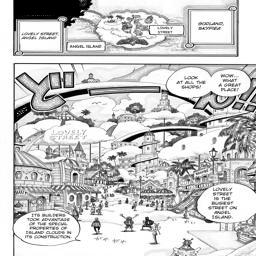 LOVELY STREET,
ANGEL ISLAND
ANGEL ISLAND
LOVELY
STREET
GODLAND,
SKYPIEA
LOOK
AT ALL THE
SHOPS!
WOW...
WHAT
A GREAT
PLACE!
LOVELY
STREET
LOVELY
STREET
IS THE
BUSIEST
STREET
ON
ANGEL
ISLAND.
ITS BUILDERS
TOOK ADVANTAGE
OF THE SPECIAL
PROPERTIES OF
ISLAND CLOUDS IN
ITS CONSTRUCTION.